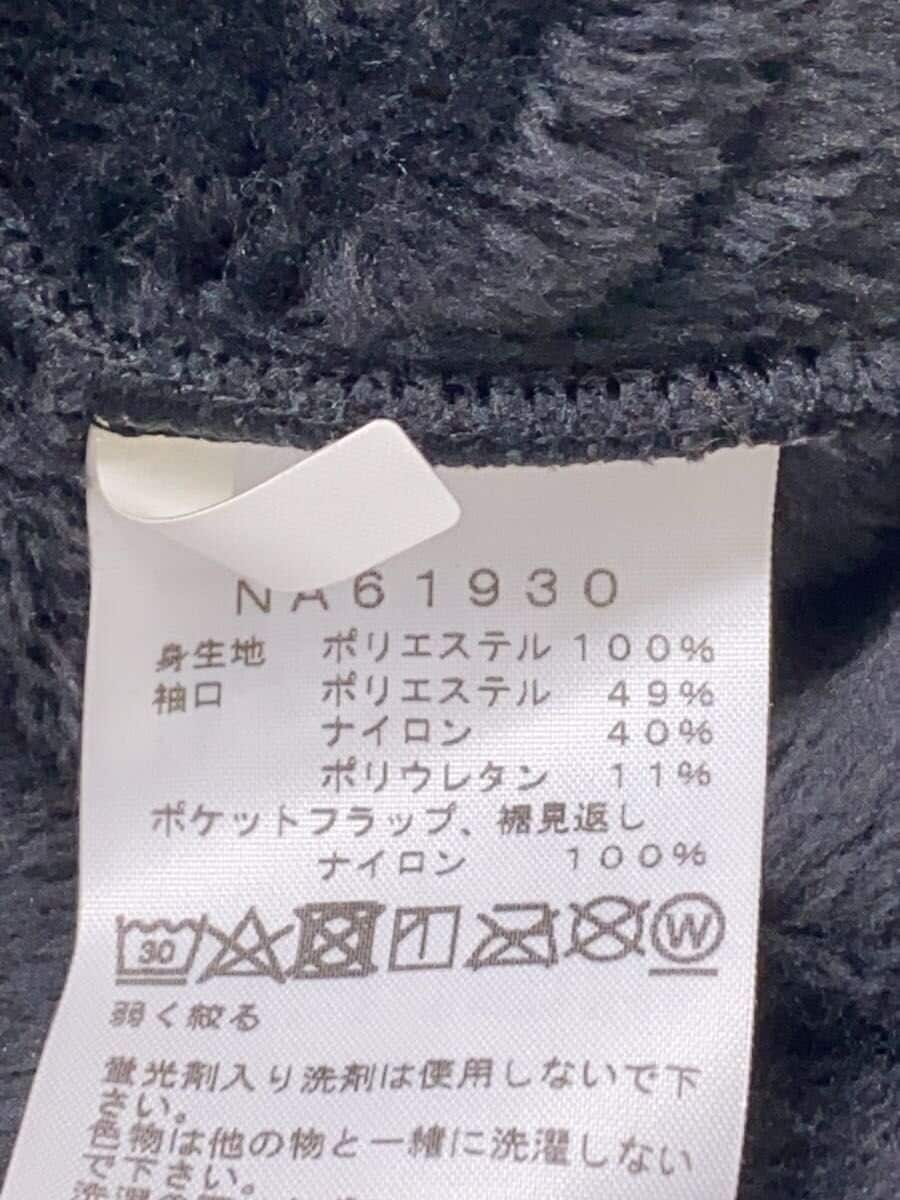 NA61930
身生地 ポリエステル 100%
袖口 ポリエステル 49%
ナイロン 40%
ポリウレタン 11%
ポケットフラップ、裾見返し
ナイロン 100%
30
W
弱く絞る
蛍光剤入り洗剤は使用しないで下
さい。
色物は他の物と一緒に洗濯しない
で下さい。